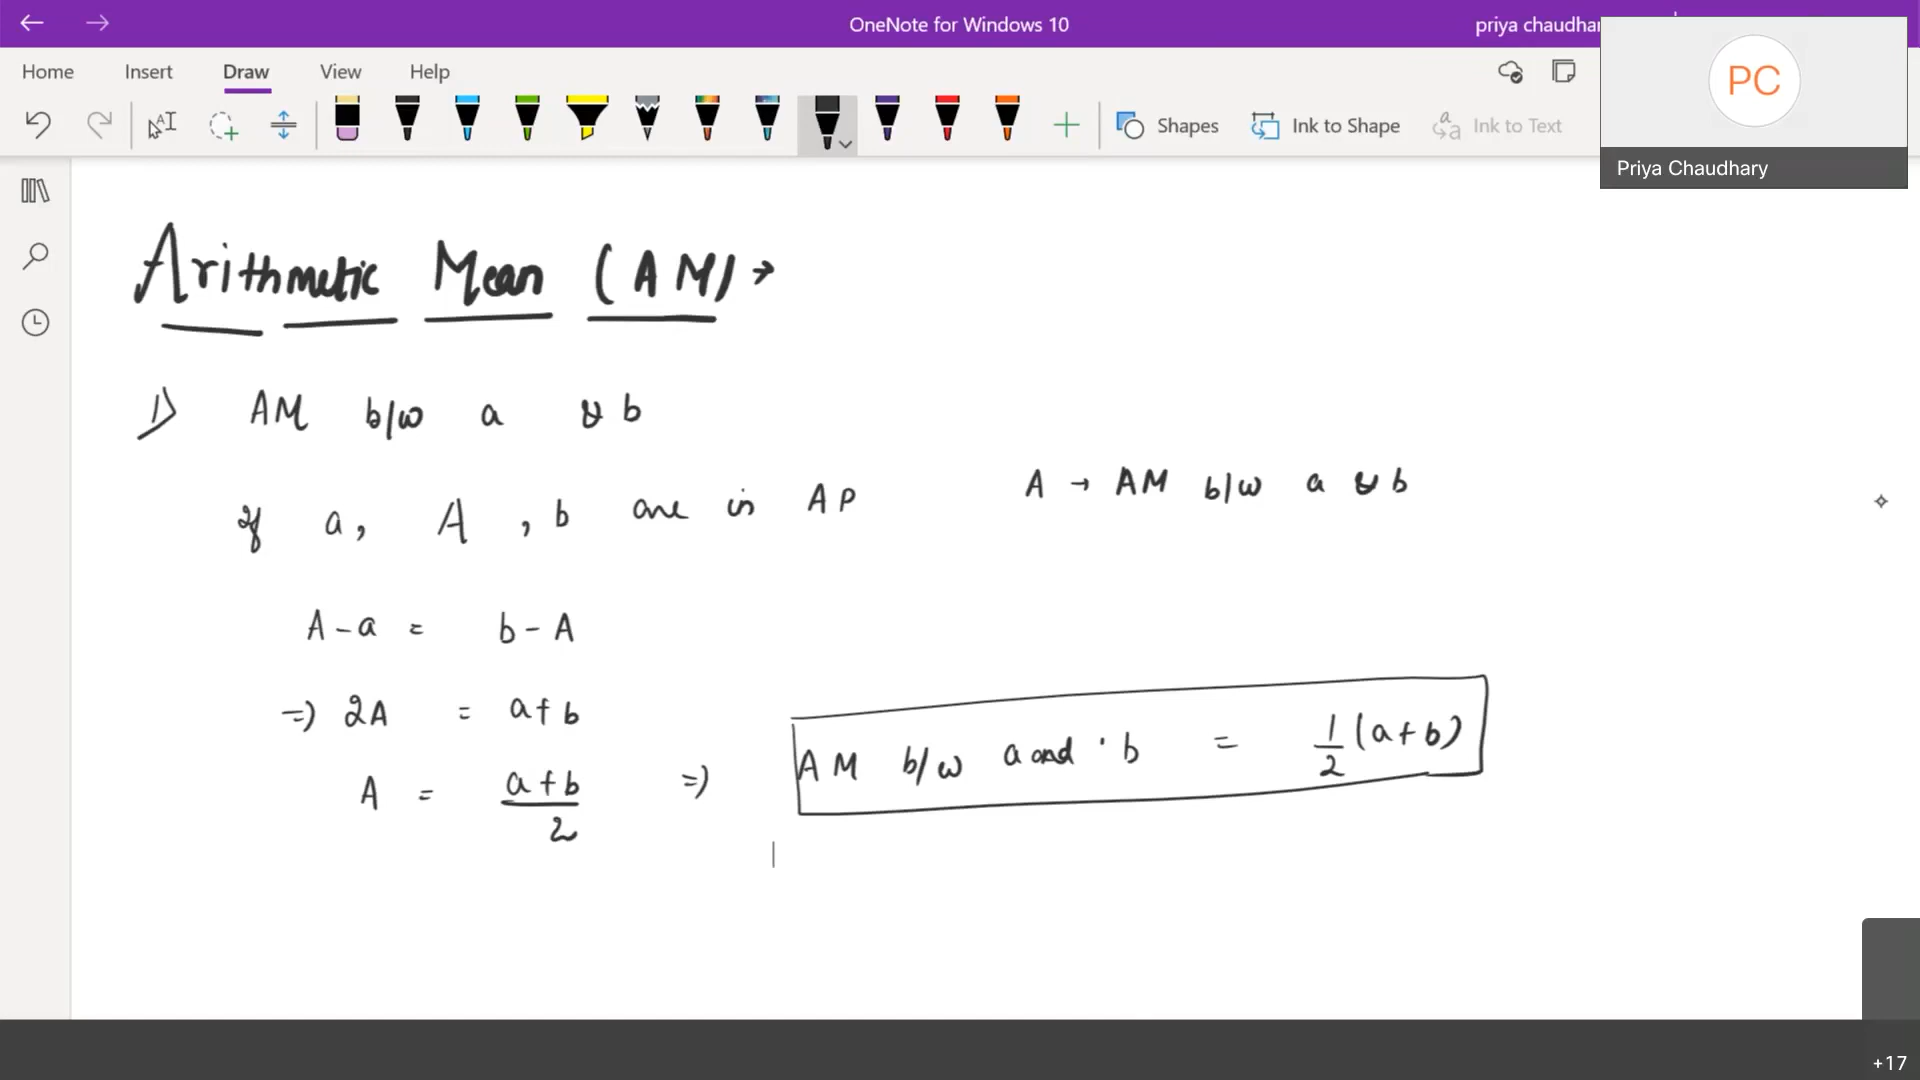 OneNote for Windows 10
priya chaudhar
PC
Priya Chaudhary
Home Insert Draw View Help
Shapes Ink to Shape Ink to Text
Arithmetic Mean (AM) →
1) AM b/w a & b
If a, A, b are in AP A → AM b/w a & b
A - a = b - A
=) 2A = a+b
A = a+b/2 =) AM b/w a and b = 1/2 (a+b)
+17